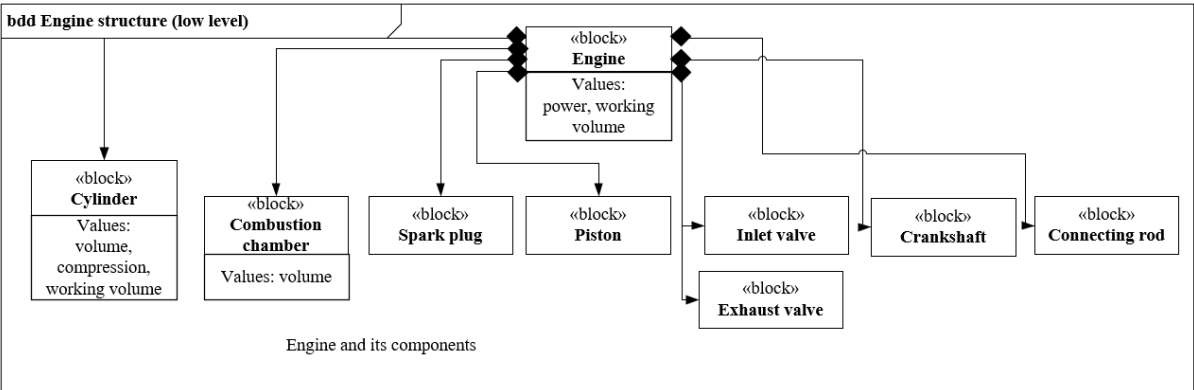 bdd Engine structure (low level)
«block»
Engine
Values:
power, working
volume
«block»
Cylinder
Values:
volume,
compression,
working volume
«block»
Combustion
chamber
Values: volume
«block»
Spark plug
«block»
Piston
«block»
Inlet valve
«block»
Crankshaft
«block»
Connecting rod
«block»
Exhaust valve
Engine and its components